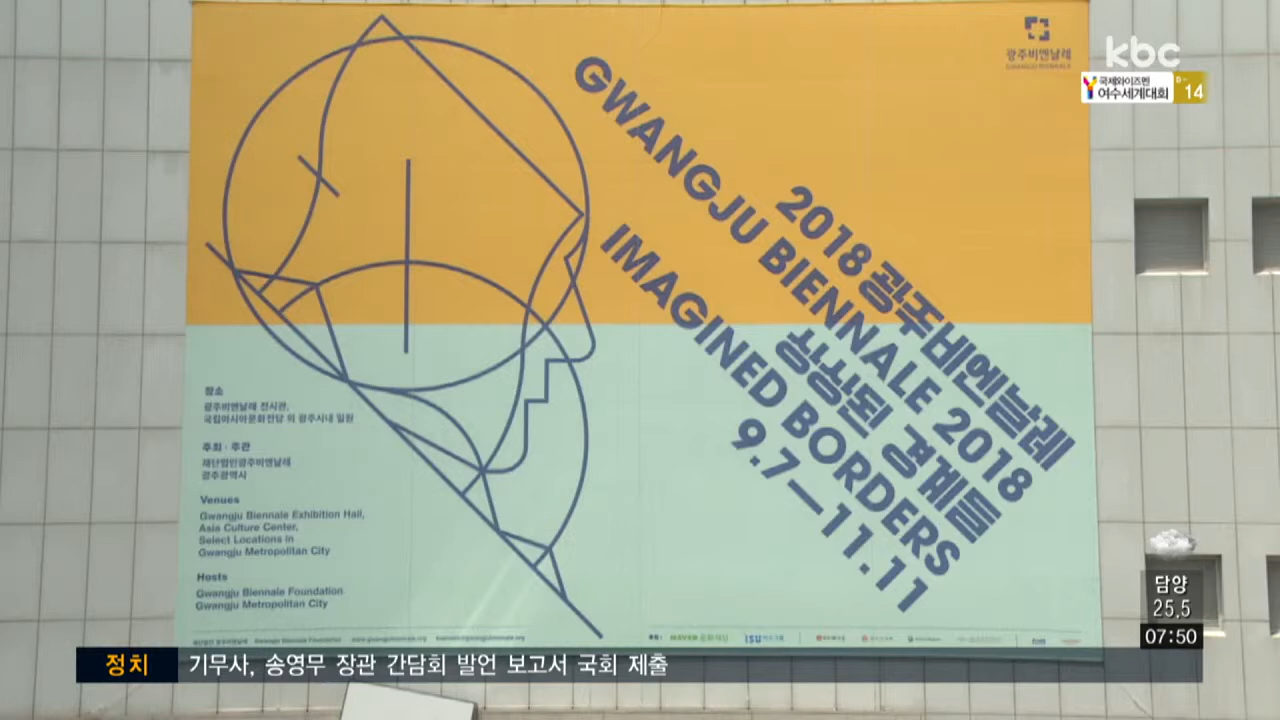 광주비엔날레
GWANGJU BIENNALE
kbc
국제와이즈멘
여수세계대회
D-14
2018 광주비엔날레
GWANGJU BIENNALE 2018
상상된 경계들
IMAGINED BORDERS
9.7—11.11
장소
광주비엔날레 전시관,
국립아시아문화전당 외 광주시내 일원
주최 · 주관
재단법인광주비엔날레
광주광역시
Venues
Gwangju Biennale Exhibition Hall,
Asia Culture Center,
Select Locations in
Gwangju Metropolitan City
Hosts
Gwangju Biennale Foundation
Gwangju Metropolitan City
담양
25.5
07:50
정치
기무사, 송영무 장관 간담회 발언 보고서 국회 제출